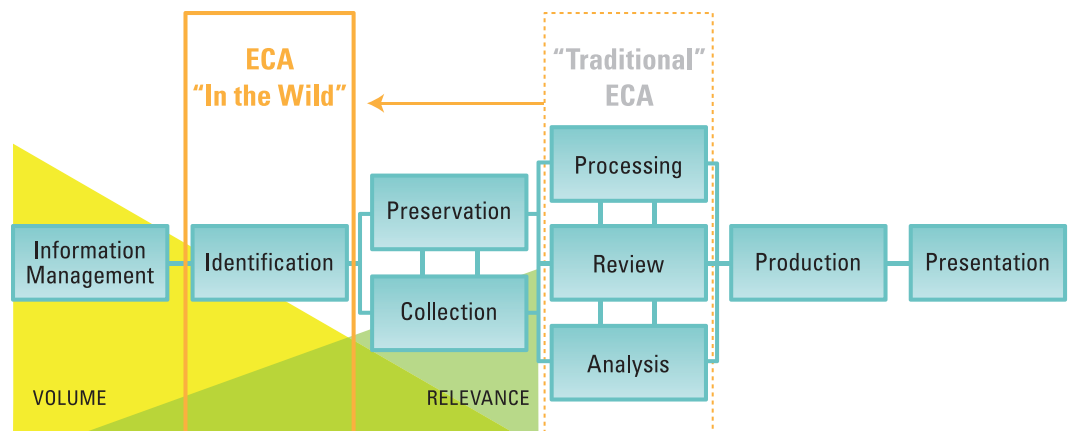 ECA
“In the Wild”
“Traditional”
ECA
Processing
Preservation
Information
Management
Identification
Review
Production
Presentation
Collection
Analysis
VOLUME
RELEVANCE